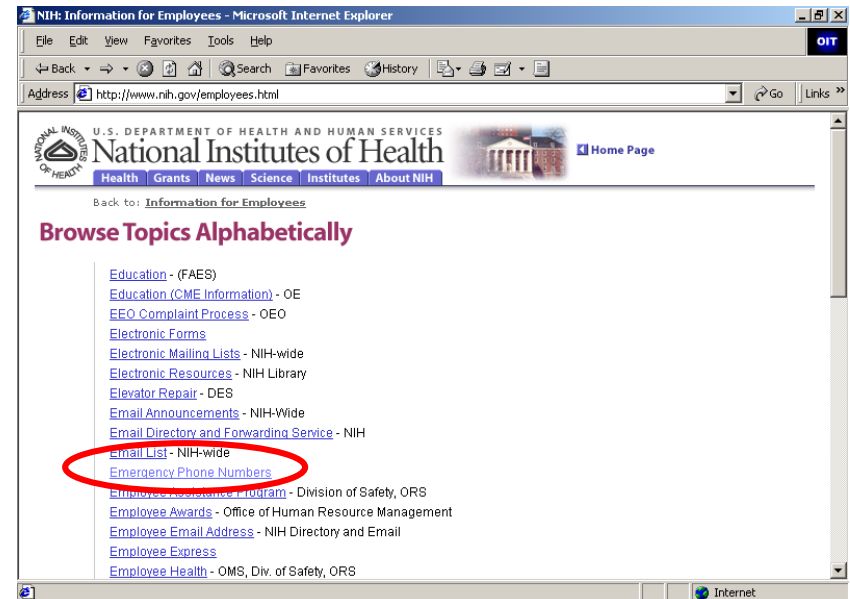 NIH: Information for Employees - Microsoft Internet Explorer
File Edit View Favorites Tools Help
OIT
Back Search Favorites History
Address http://www.nih.gov/employees.html Go Links »
NATIONAL INSTITUTES OF HEALTH
U.S. DEPARTMENT OF HEALTH AND HUMAN SERVICES
National Institutes of Health
Home Page
Health Grants News Science Institutes About NIH
Back to: Information for Employees
Browse Topics Alphabetically
Education - (FAES)
Education (CME Information) - OE
EEO Complaint Process - OEO
Electronic Forms
Electronic Mailing Lists - NIH-wide
Electronic Resources - NIH Library
Elevator Repair - DES
Email Announcements - NIH-Wide
Email Directory and Forwarding Service - NIH
Email List - NIH-wide
Emergency Phone Numbers
Employee Assistance Program - Division of Safety, ORS
Employee Awards - Office of Human Resource Management
Employee Email Address - NIH Directory and Email
Employee Express
Employee Health - OMS, Div. of Safety, ORS
Internet